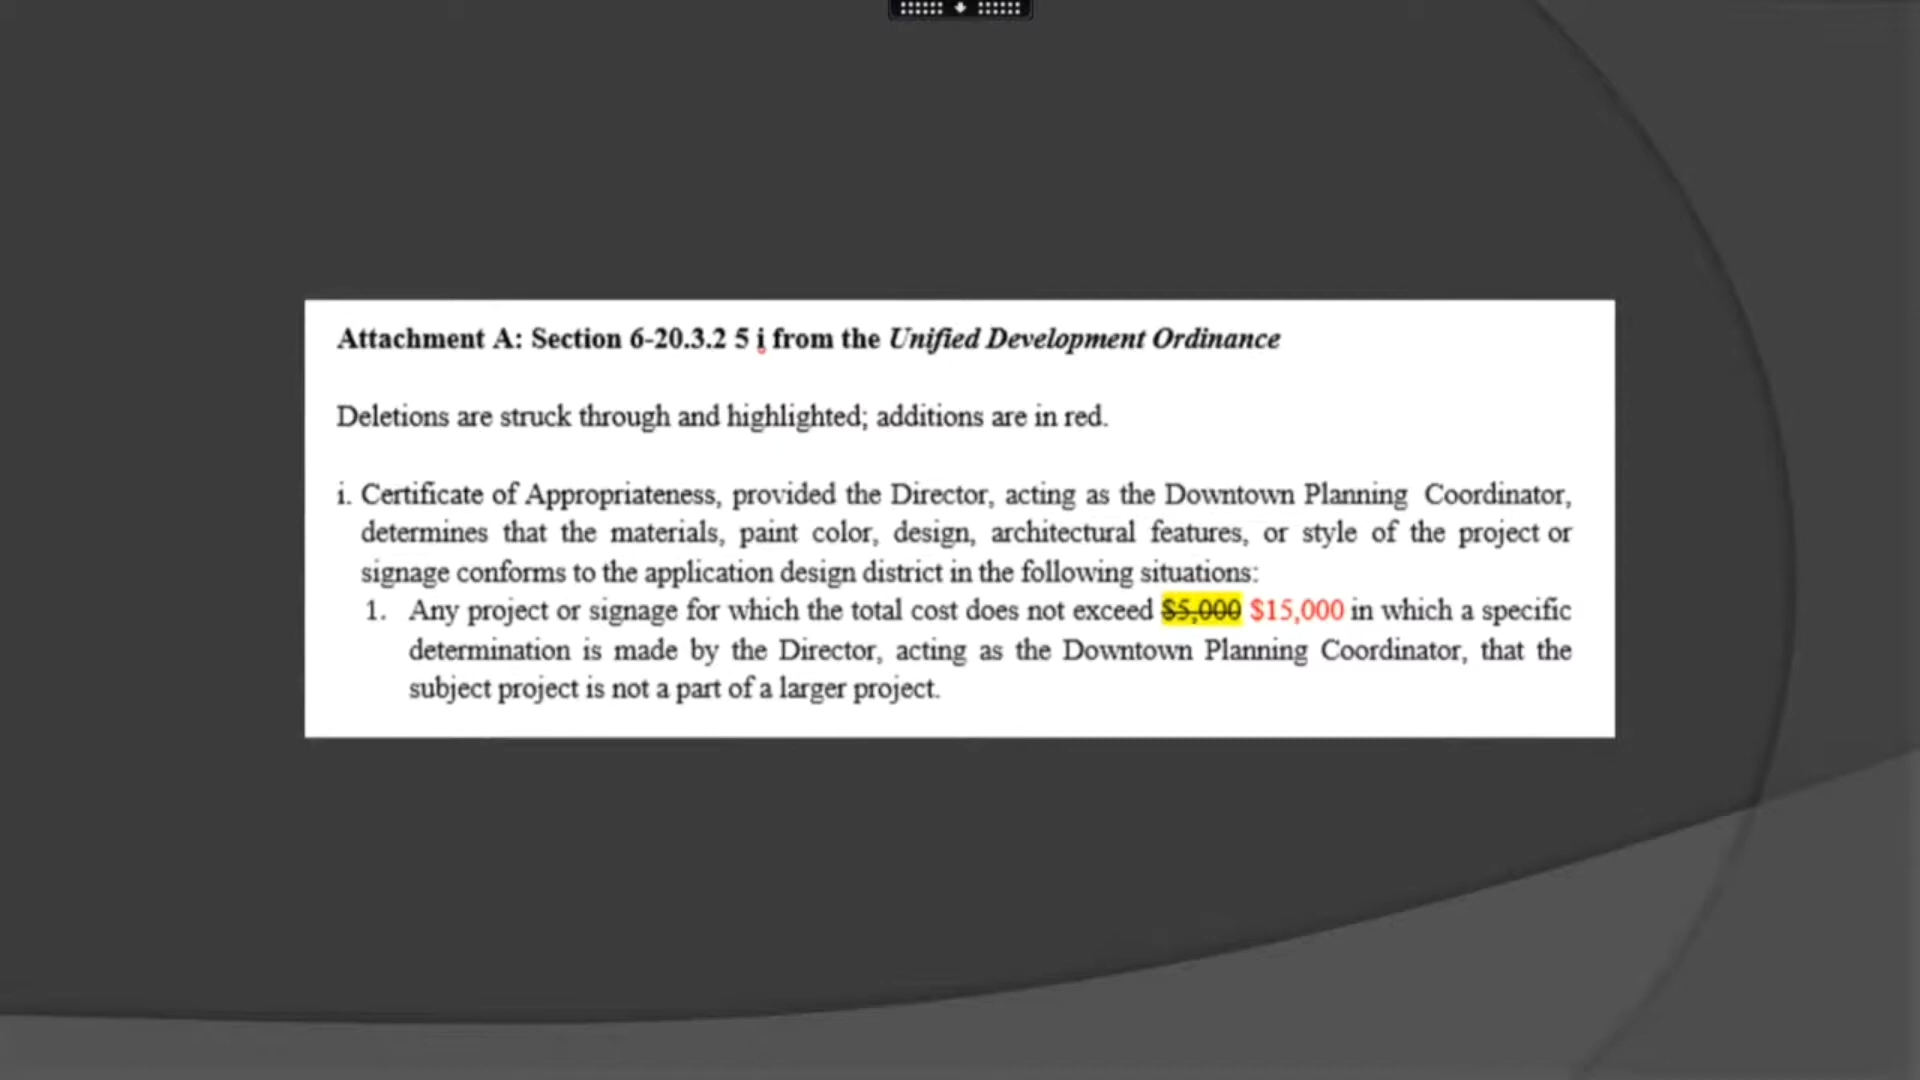 Attachment A: Section 6-20.3.2 5 i from the Unified Development Ordinance
Deletions are struck through and highlighted; additions are in red.
i. Certificate of Appropriateness, provided the Director, acting as the Downtown Planning Coordinator,
determines that the materials, paint color, design, architectural features, or style of the project or
signage conforms to the application design district in the following situations:
1. Any project or signage for which the total cost does not exceed $5,000 $15,000 in which a specific
determination is made by the Director, acting as the Downtown Planning Coordinator, that the
subject project is not a part of a larger project.